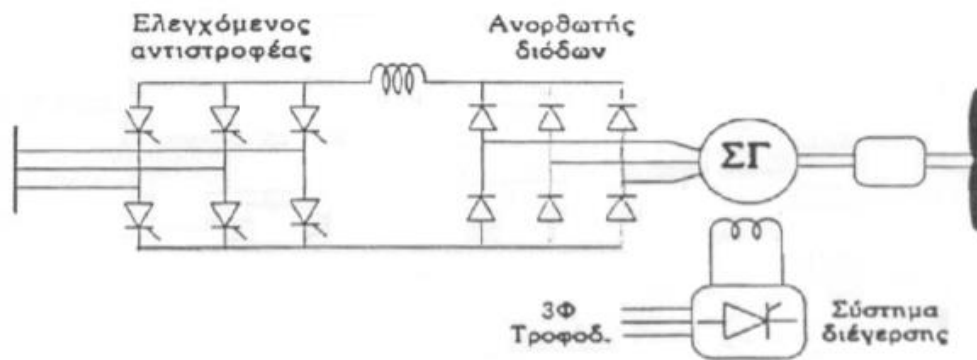 Ελεγχόμενος
αντιστροφέας
Ανορθωτής
διόδων
ΣΓ
3Φ
Τροφοδ.
Σύστημα
διέγερσης